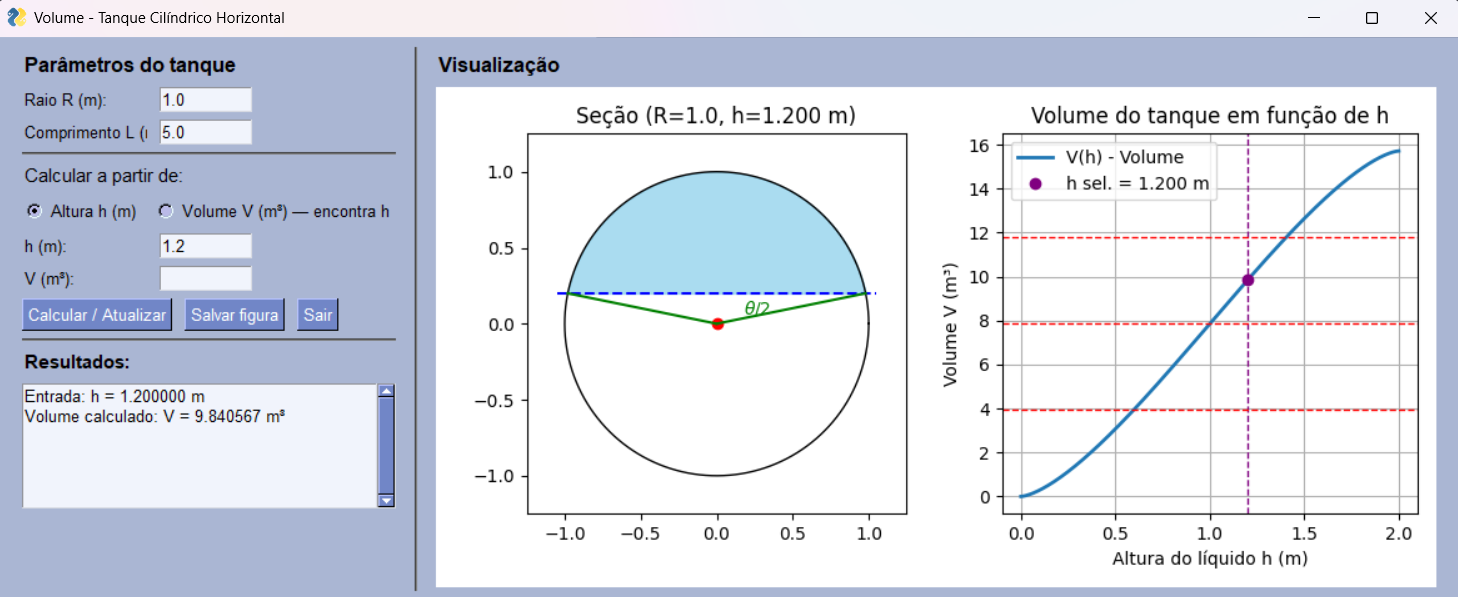 Volume - Tanque Cilíndrico Horizontal
Parâmetros do tanque
Raio R (m): 1.0
Comprimento L (ı 5.0
Calcular a partir de:
Altura h (m) Volume V (m³) — encontra h
h (m): 1.2
V (m³):
Calcular / Atualizar Salvar figura Sair
Resultados:
Entrada: h = 1.200000 m
Volume calculado: V = 9.840567 m³
Visualização
Seção (R=1.0, h=1.200 m)
1.0
0.5
0.0
−0.5
−1.0
θ/2
−1.0 −0.5 0.0 0.5 1.0
Volume do tanque em função de h
V(h) - Volume
h sel. = 1.200 m
Volume V (m³)
16
14
12
10
8
6
4
2
0
0.0 0.5 1.0 1.5 2.0
Altura do líquido h (m)